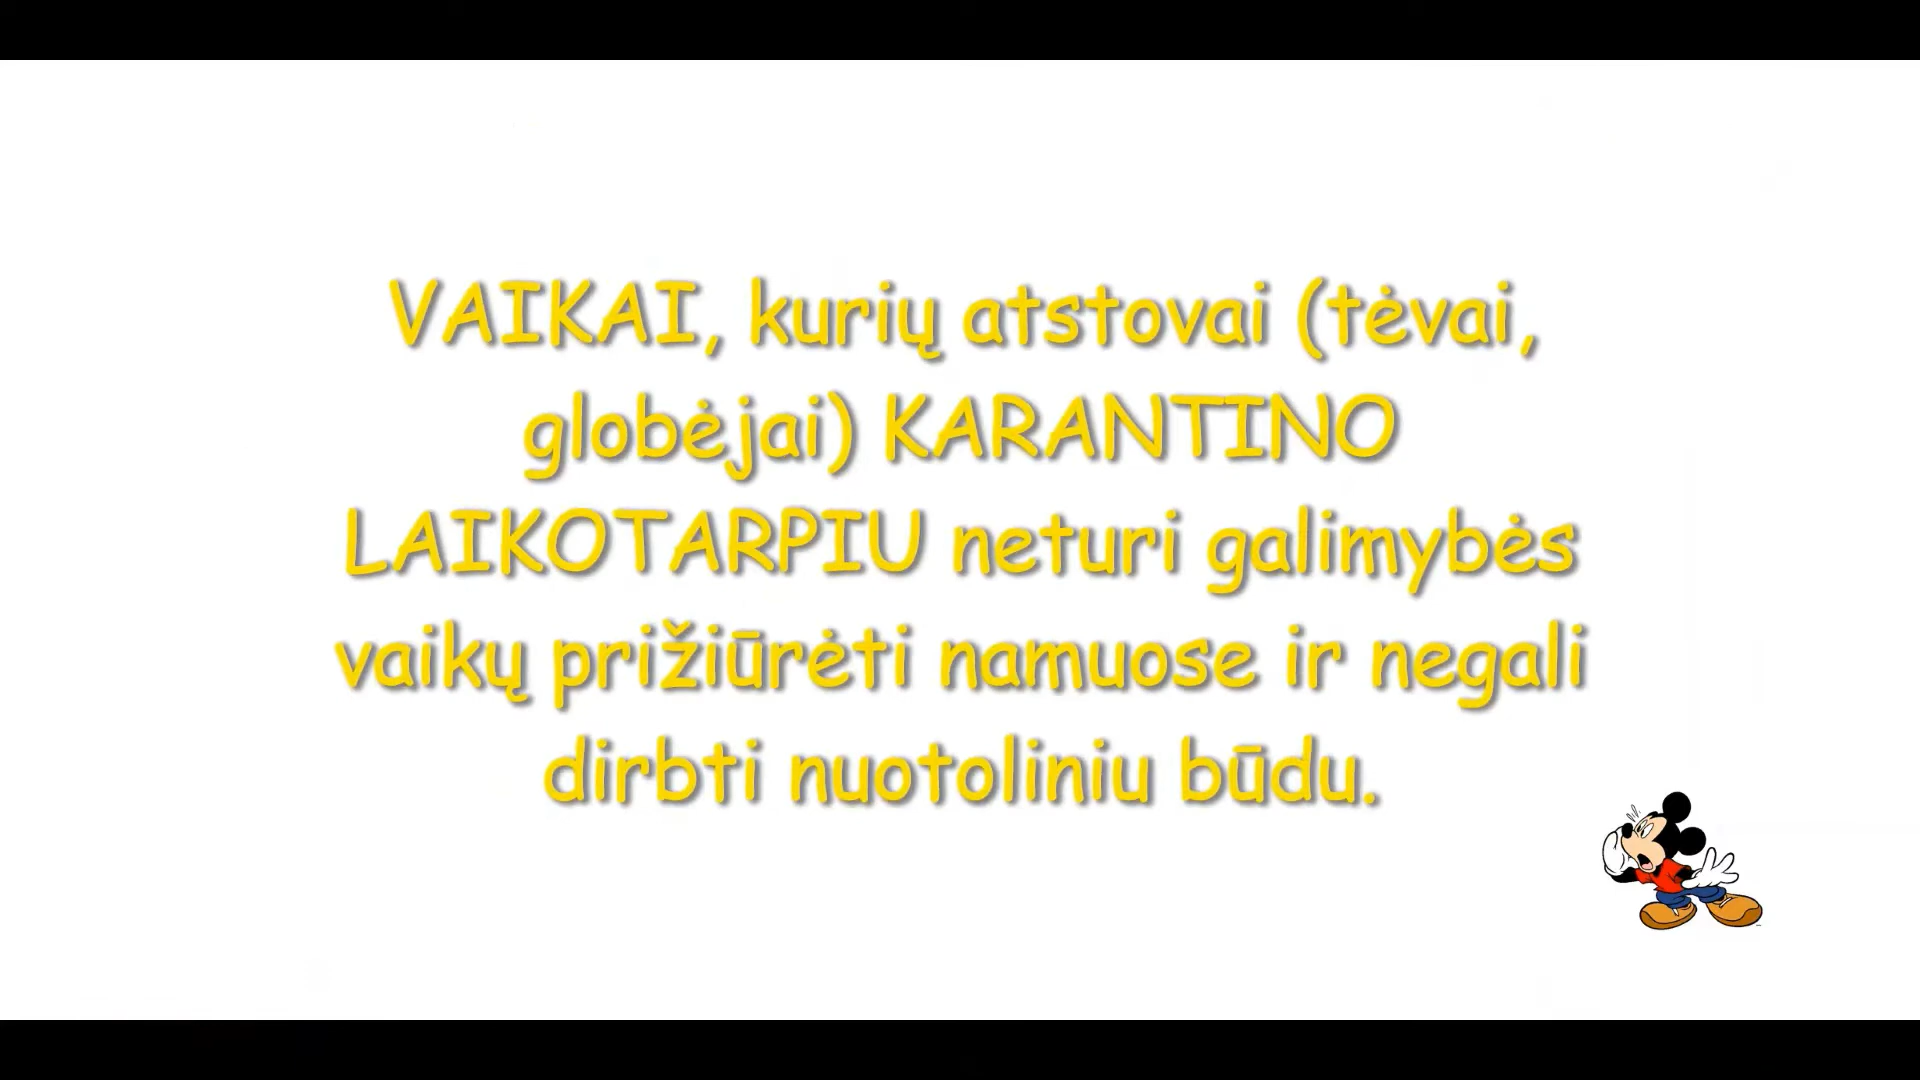 VAIKAI, kurių atstovai (tėvai,
globėjai) KARANTINO
LAIKOTARPIU neturi galimybės
vaikų prižiūrėti namuose ir negali
dirbti nuotoliniu būdu.